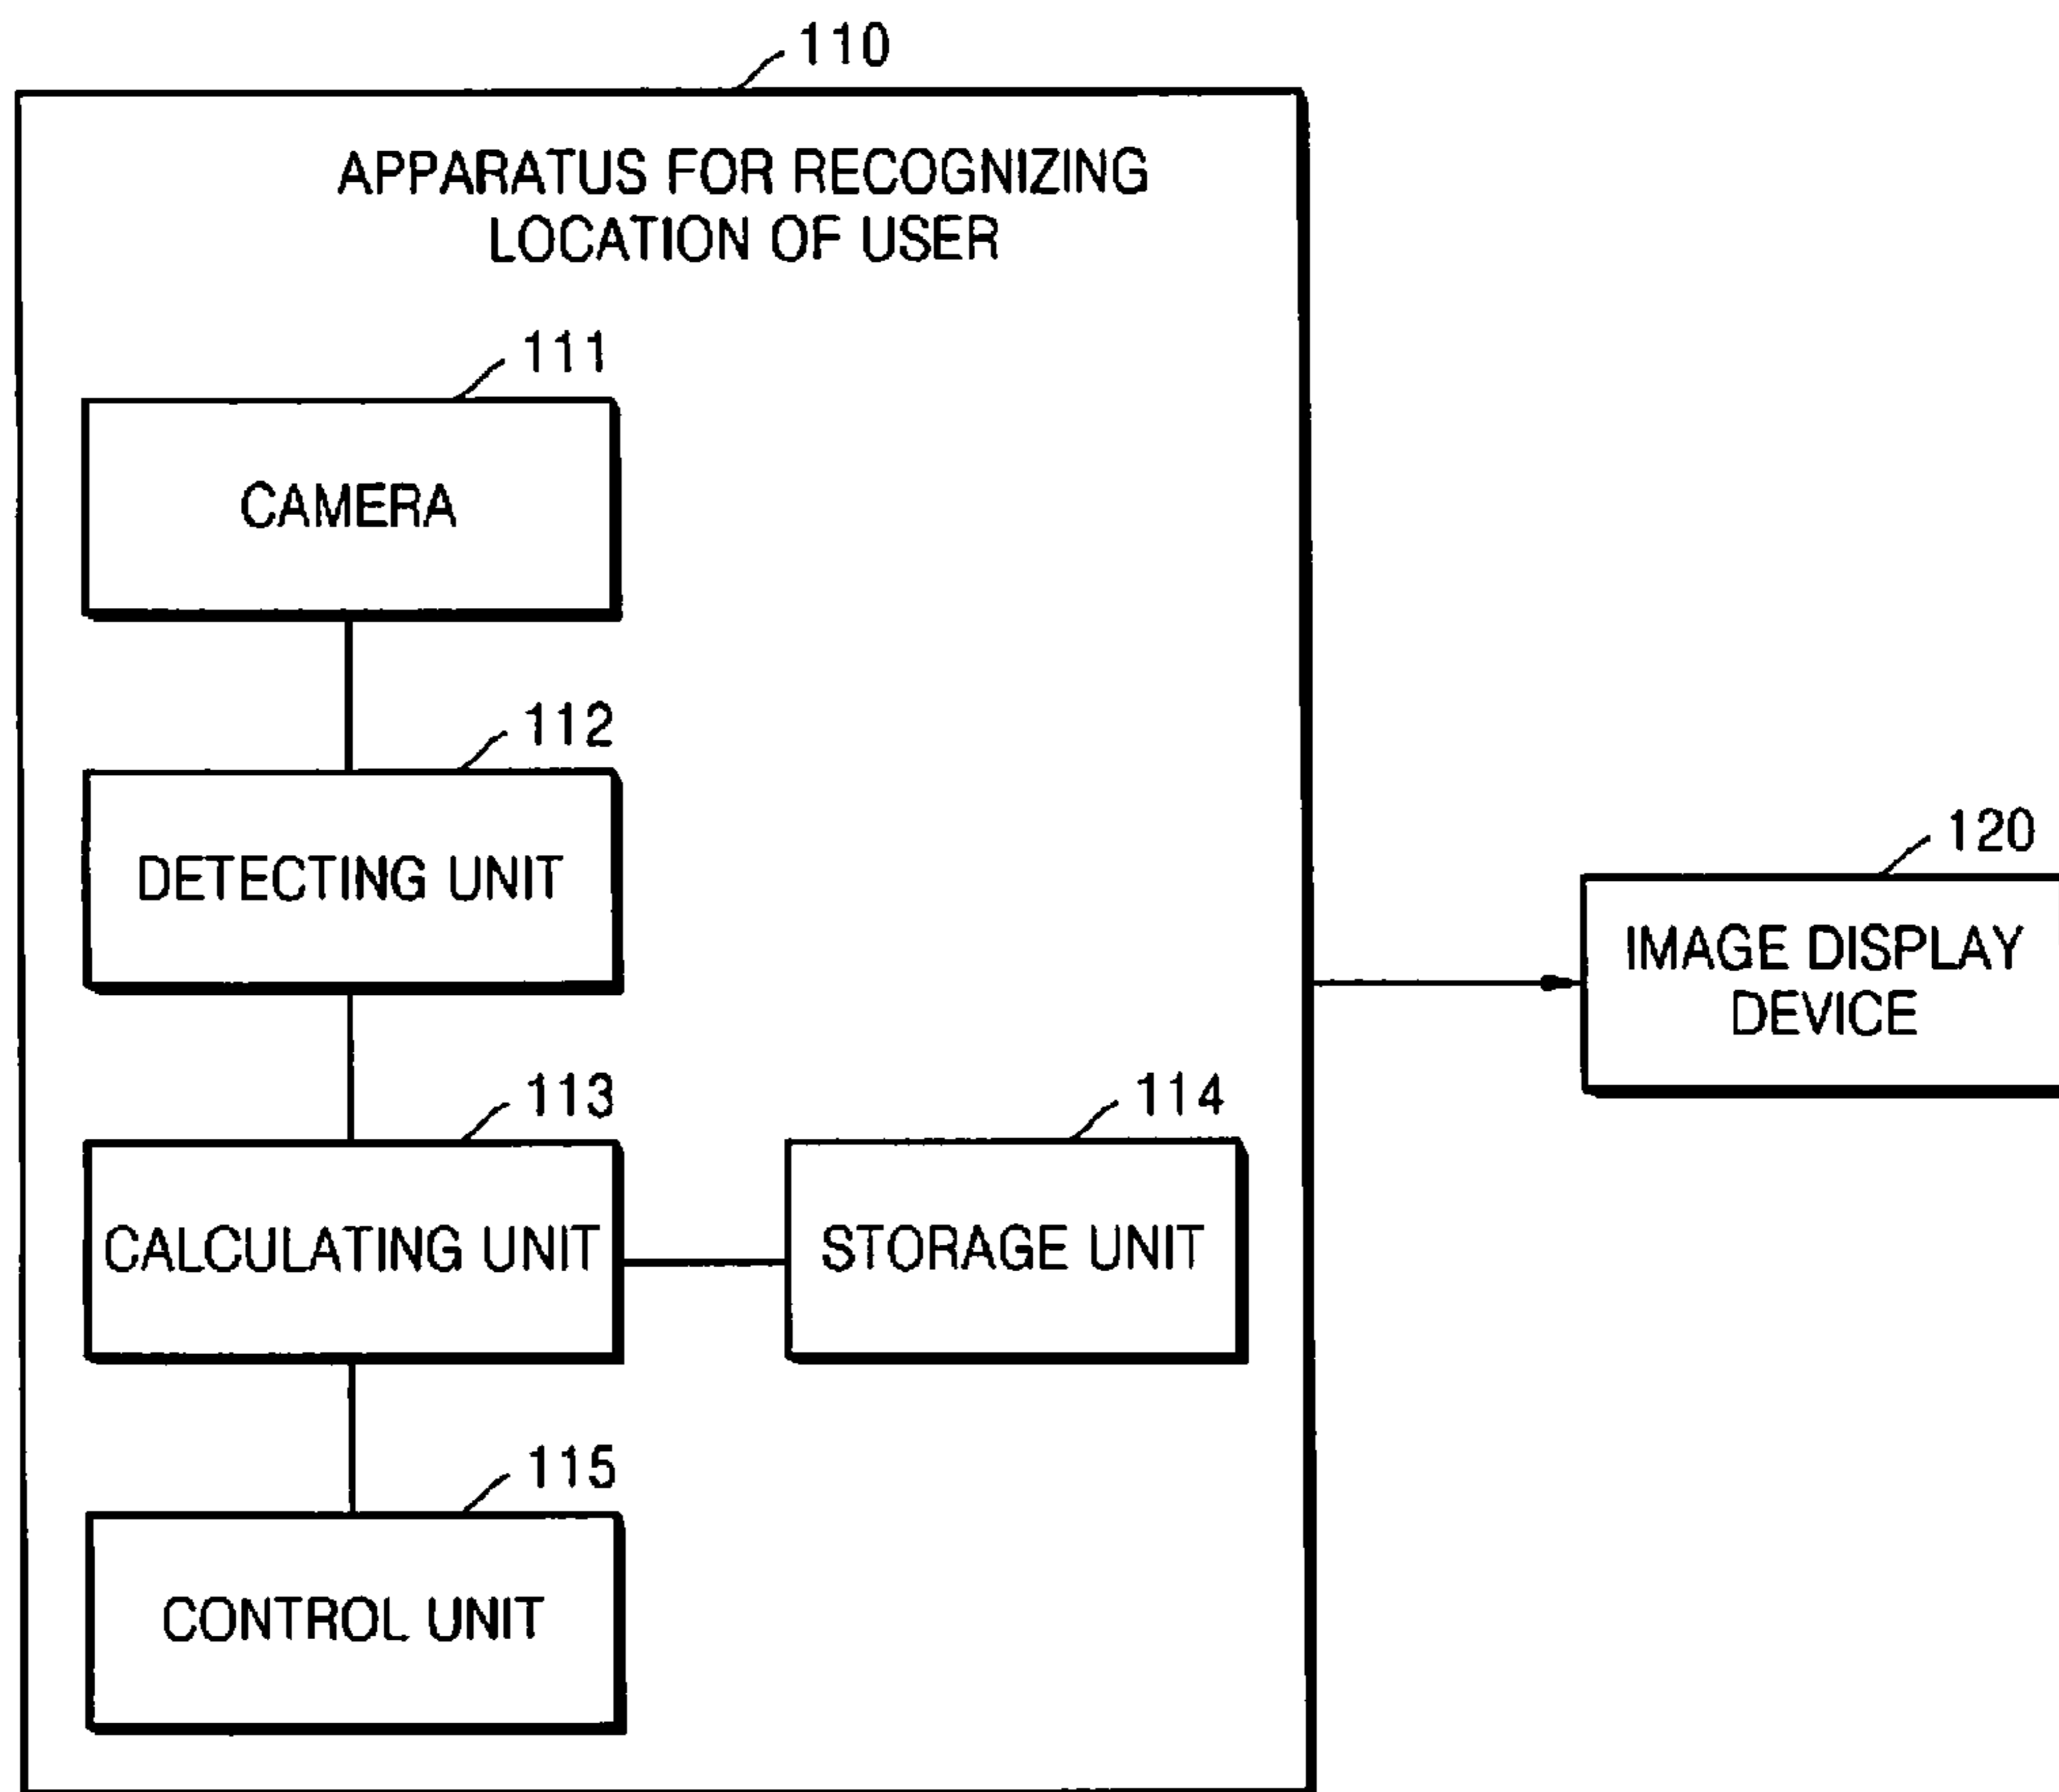 110
APPARATUS FOR RECOGNIZING
LOCATION OF USER
111
CAMERA
112
DETECTING UNIT
120
IMAGE DISPLAY
DEVICE
113
CALCULATING UNIT
114
STORAGE UNIT
115
CONTROL UNIT